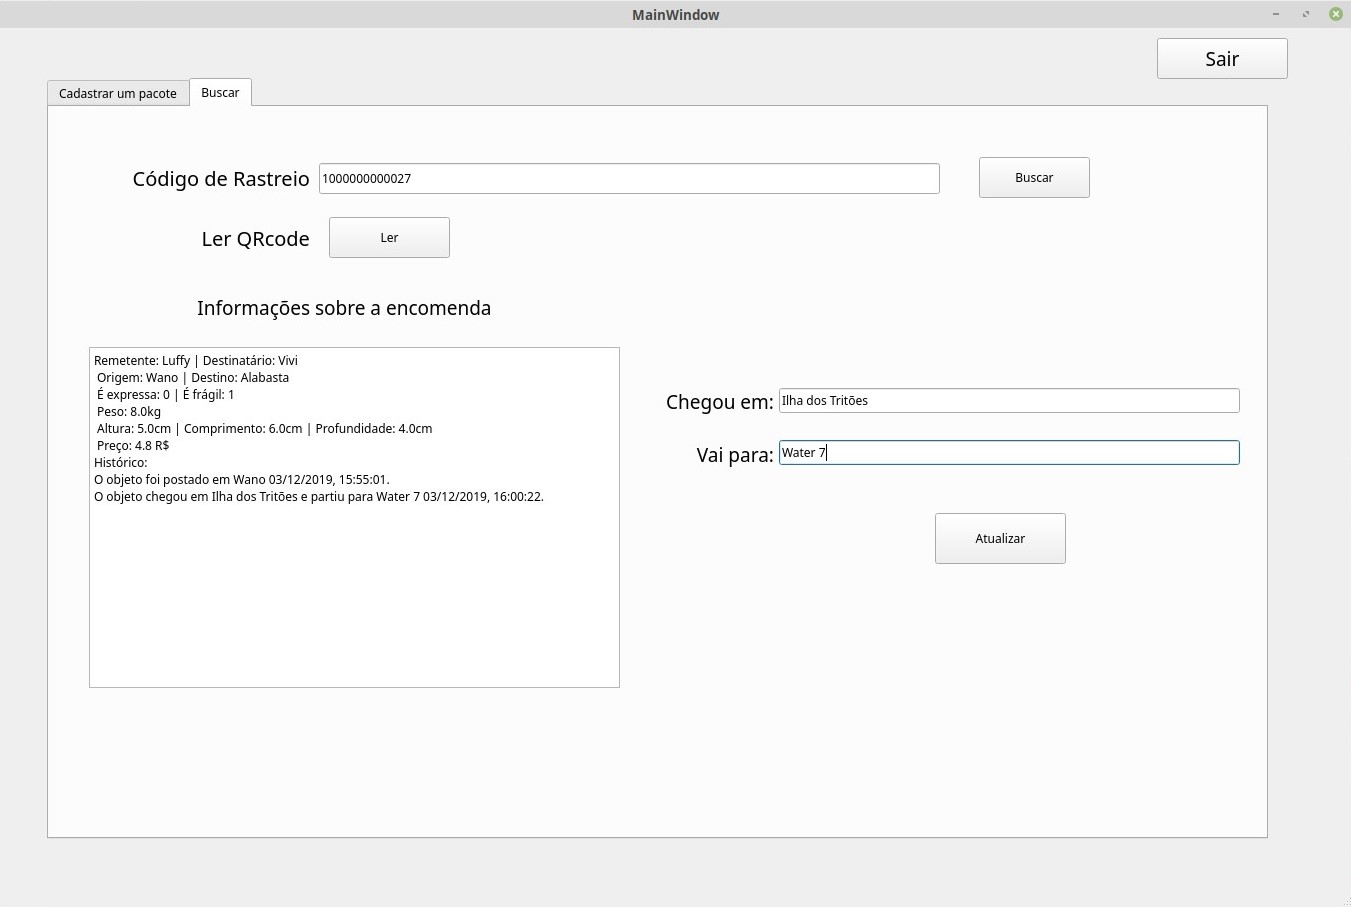 MainWindow
Sair
Cadastrar um pacote
Buscar
Código de Rastreio
1000000000027
Buscar
Ler QRcode
Ler
Informações sobre a encomenda
Remetente: Luffy | Destinatário: Vivi
Origem: Wano | Destino: Alabasta
É expressa: 0 | É frágil: 1
Peso: 8.0kg
Altura: 5.0cm | Comprimento: 6.0cm | Profundidade: 4.0cm
Preço: 4.8 R$
Histórico:
O objeto foi postado em Wano 03/12/2019, 15:55:01.
O objeto chegou em Ilha dos Tritões e partiu para Water 7 03/12/2019, 16:00:22.
Chegou em:
Ilha dos Tritões
Vai para:
Water 7
Atualizar